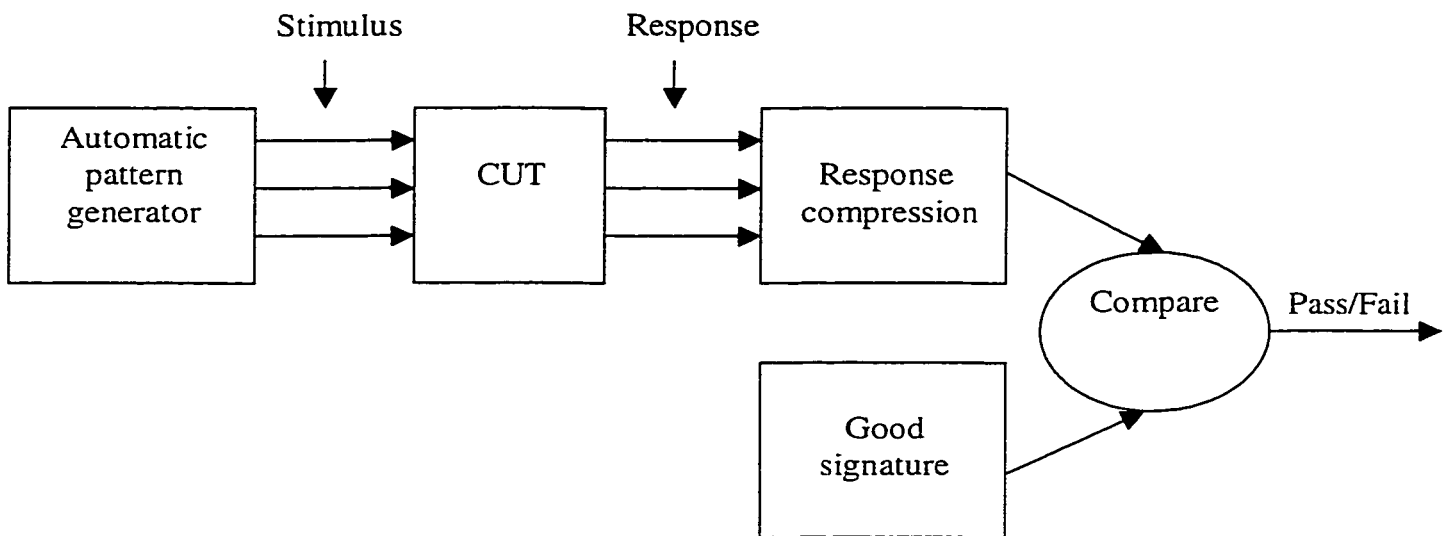 Stimulus
Response
Automatic
pattern
generator
CUT
Response
compression
Compare
Pass/Fail
Good
signature